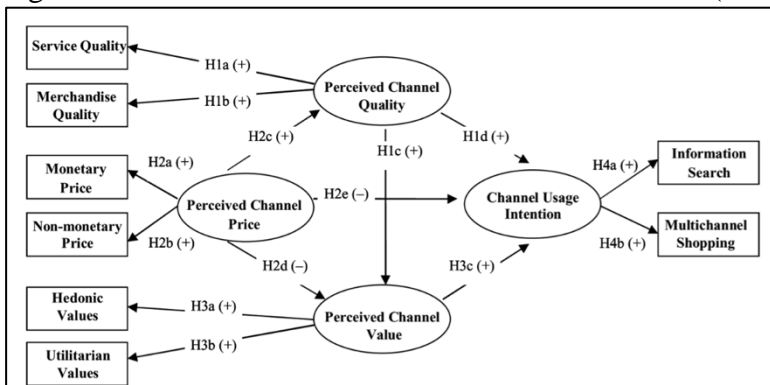 Service Quality
H1a (+)
Merchandise
Quality
H1b (+)
Perceived Channel
Quality
H2c (+)
H1c (+)
H1d (+)
Monetary
Price
H2a (+)
Non-monetary
Price
H2b (+)
Perceived Channel
Price
H2e (–)
Channel Usage
Intention
H4a (+)
Information
Search
H4b (+)
Multichannel
Shopping
H2d (–)
H3c (+)
Hedonic
Values
H3a (+)
Utilitarian
Values
H3b (+)
Perceived Channel
Value